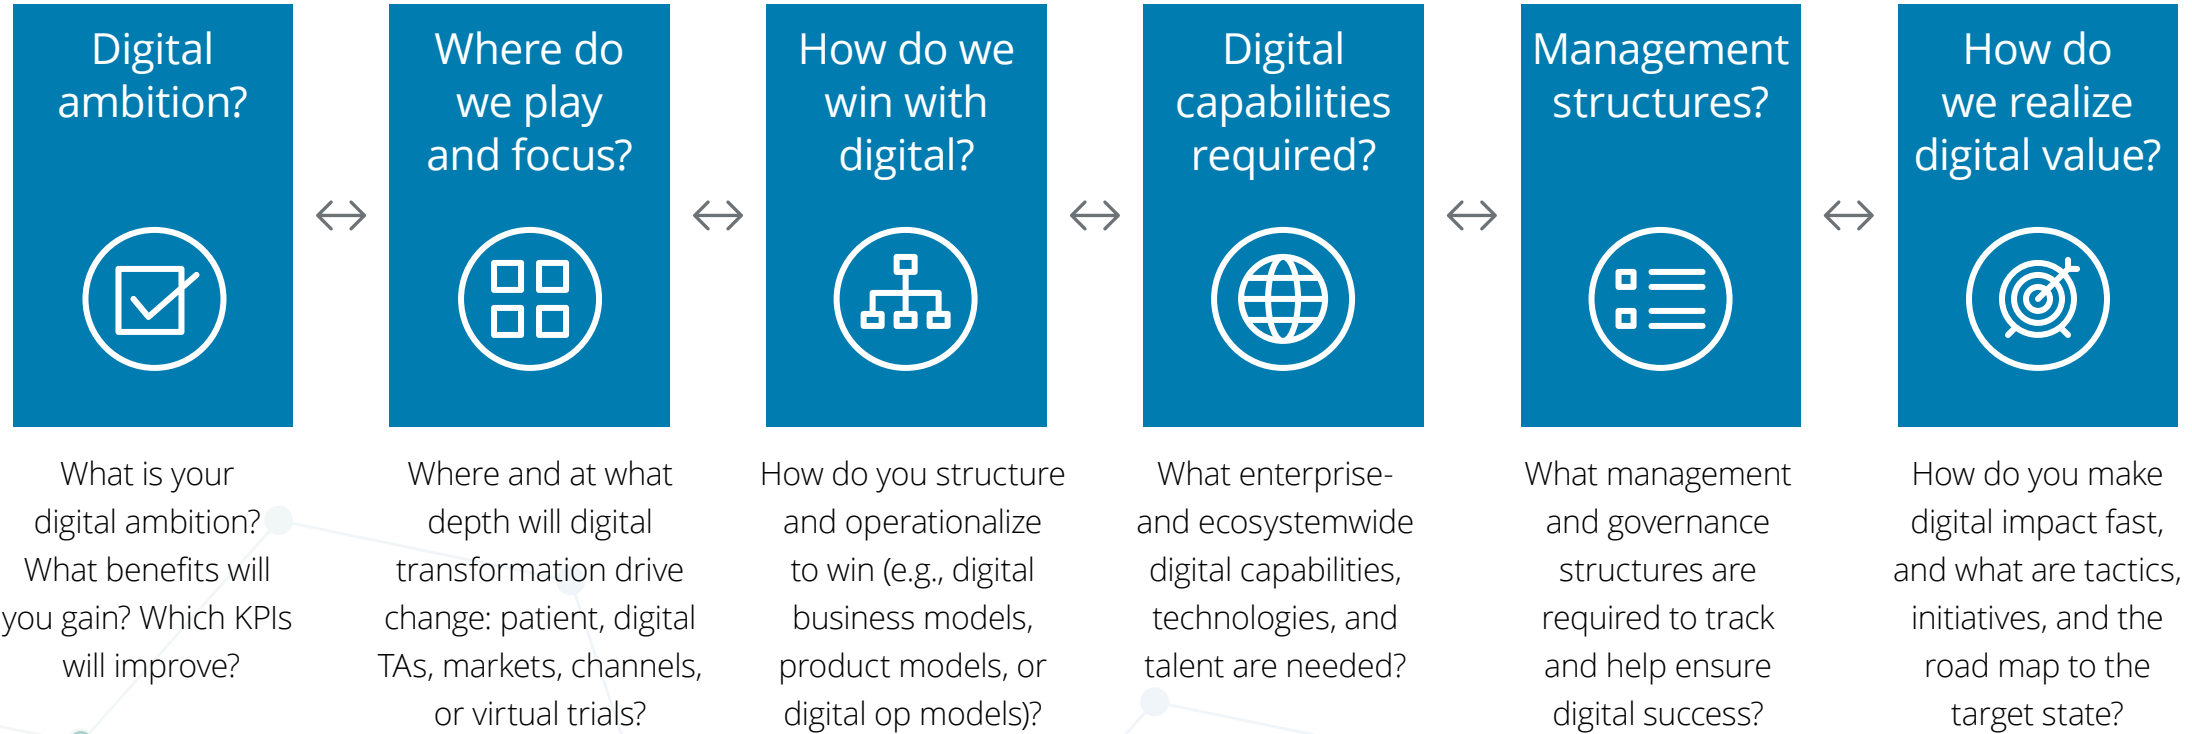 Digital
ambition?
What is your
digital ambition?
What benefits will
you gain? Which KPIs
will improve?
Where do
we play
and focus?
Where and at what
depth will digital
transformation drive
change: patient, digital
TAs, markets, channels,
or virtual trials?
How do we
win with
digital?
How do you structure
and operationalize
to win (e.g., digital
business models,
product models, or
digital op models)?
Digital
capabilities
required?
What enterprise-
and ecosystemwide
digital capabilities,
technologies, and
talent are needed?
Management
structures?
What management
and governance
structures are
required to track
and help ensure
digital success?
How do
we realize
digital value?
How do you make
digital impact fast,
and what are tactics,
initiatives, and the
road map to the
target state?